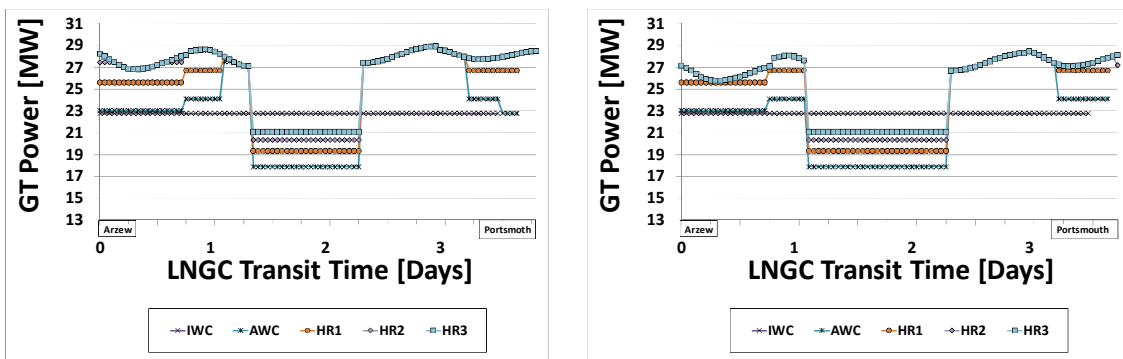 GT Power [MW]
31
29
27
25
23
21
19
17
15
13
Arzew
Portsmoth
0 1 2 3
LNGC Transit Time [Days]
IWC AWC HR1 HR2 HR3
GT Power [MW]
31
29
27
25
23
21
19
17
15
13
Arzew
Portsmouth
0 1 2 3
LNGC Transit Time [Days]
IWC AWC HR1 HR2 HR3